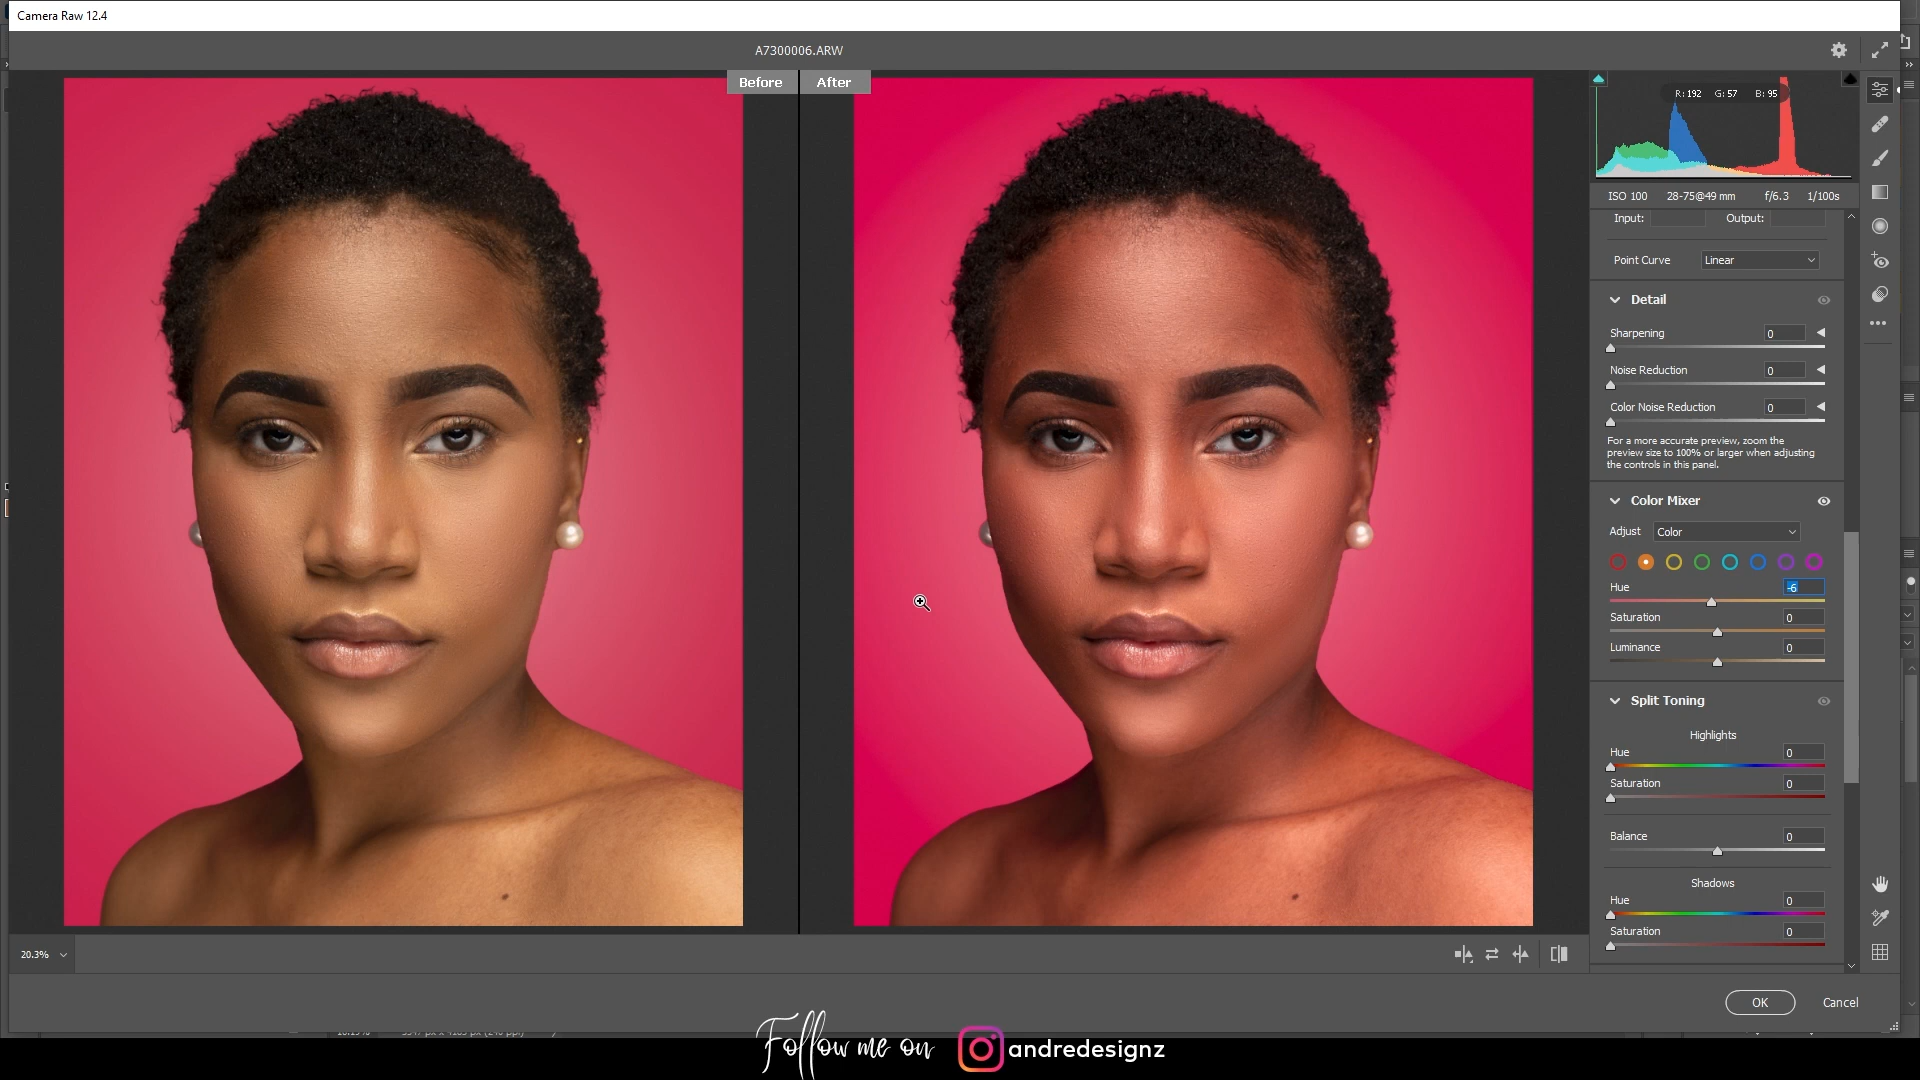 Camera Raw 12.4
A7300006.ARW
Before
After
R: 192 G: 57 B: 95
ISO 100 28-75@49 mm f/6.3 1/100s
Input: Output:
Point Curve Linear
Detail
Sharpening 0
Noise Reduction 0
Color Noise Reduction 0
For a more accurate preview, zoom the
preview size to 100% or larger when adjusting
the controls in this panel.
Color Mixer
Adjust Color
Hue -6
Saturation 0
Luminance 0
Split Toning
Highlights
Hue 0
Saturation 0
Balance 0
Shadows
Hue 0
Saturation 0
20.3%
OK Cancel
Follow me on andredesignz